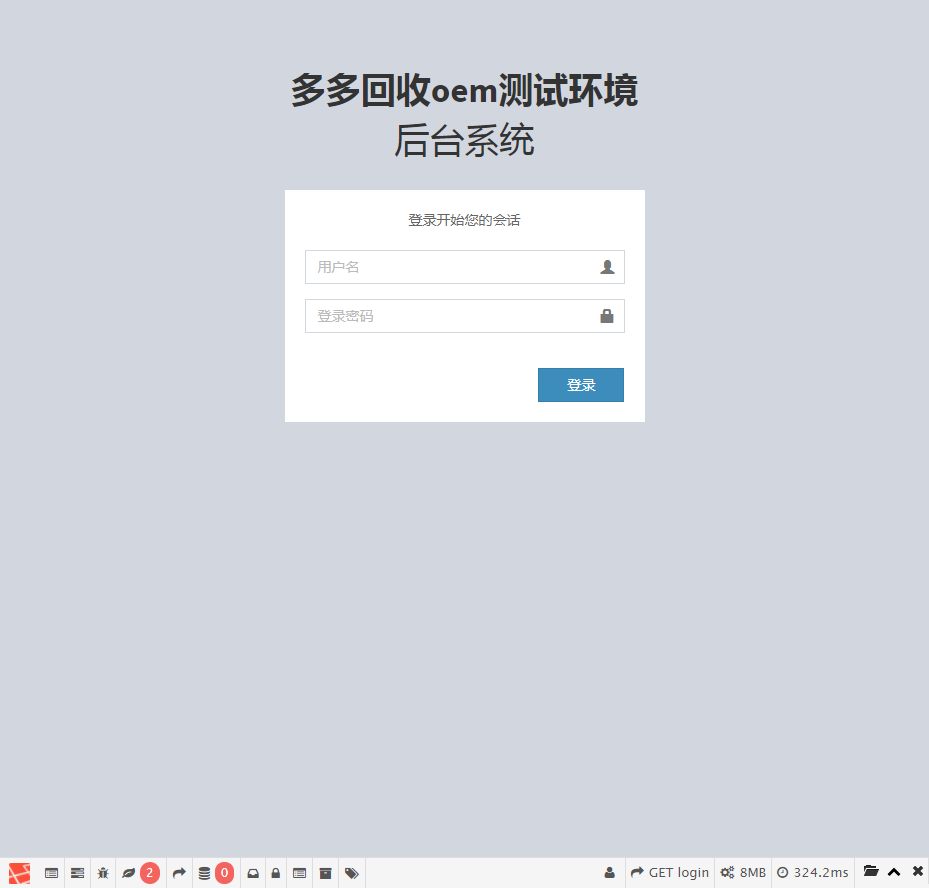 多多回收oem测试环境
后台系统
登录开始您的会话
用户名
登录密码
登录
2
0
GET login
8MB
324.2ms